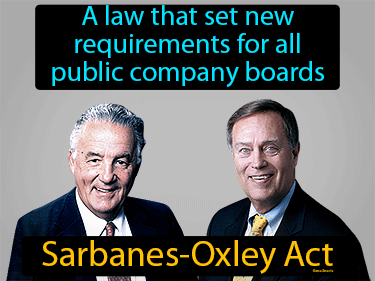 A law that set new
requirements for all
public company boards
Sarbanes-Oxley Act